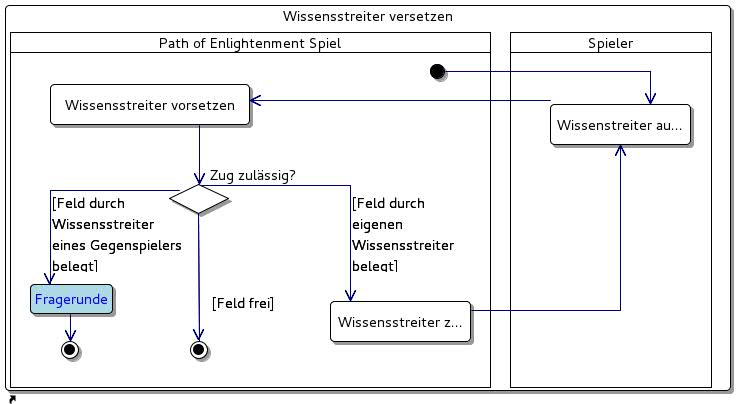 Wissensstreiter versetzen
Path of Enlightenment Spiel
Spieler
Wissensstreiter vorsetzen
Wissenstreiter au...
Zug zulässig?
[Feld durch
Wissensstreiter
eines Gegenspielers
belegt]
[Feld durch
eigenen
Wissensstreiter
belegt]
Fragerunde
[Feld frei]
Wissensstreiter z...